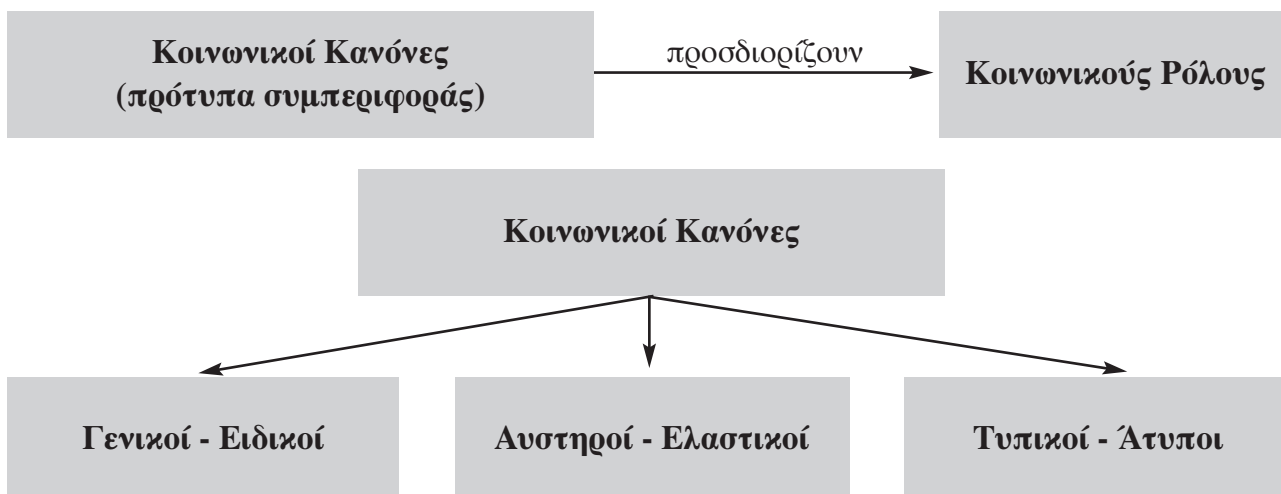 Κοινωνικοί Κανόνες
(πρότυπα συμπεριφοράς)
προσδιορίζουν
Κοινωνικούς Ρόλους
Κοινωνικοί Κανόνες
Γενικοί - Ειδικοί
Αυστηροί - Ελαστικοί
Τυπικοί - Άτυποι